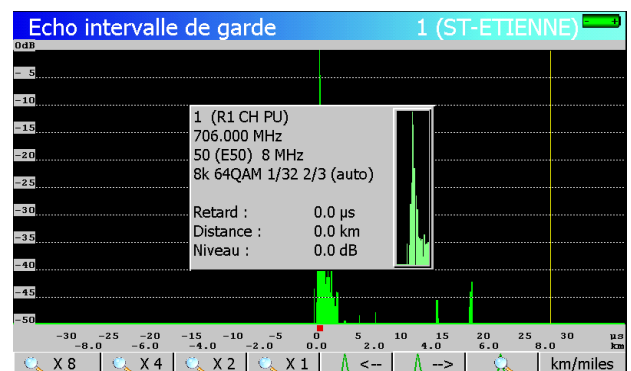 Echo intervalle de garde 1 (ST-ETIENNE)
0dB
- 5
-10
-15
-20
-25
-30
-35
-40
-45
-50
1 (R1 CH PU)
706.000 MHz
50 (E50) 8 MHz
8k 64QAM 1/32 2/3 (auto)
Retard : 0.0 µs
Distance : 0.0 km
Niveau : 0.0 dB
-30 -25 -20 -15 -10 -5 0 5 10 15 20 25 30 µs
-8.0 -6.0 -4.0 -2.0 0.0 2.0 4.0 6.0 8.0 km
X 8 X 4 X 2 X 1 <-- --> km/miles